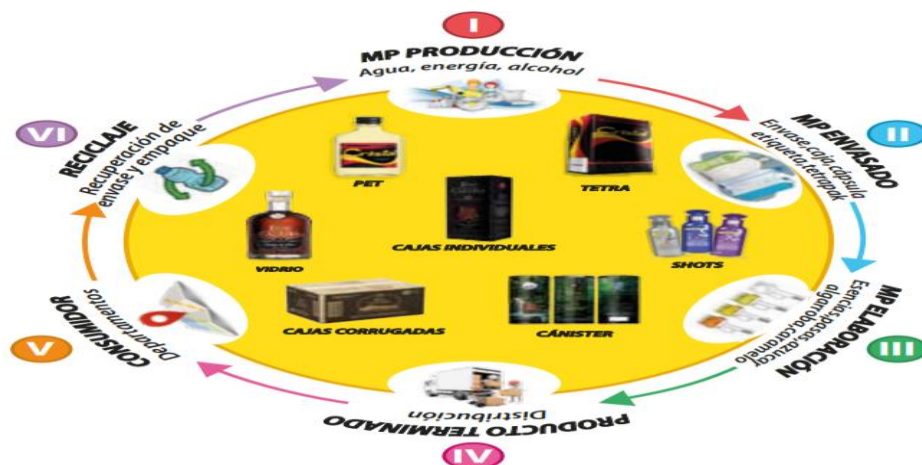 I
MP PRODUCCIÓN
Agua, energía, alcohol
II
MP ENVASADO
Envase, caja, cápsula
etiqueta, tetrapak
III
MP ELABORACIÓN
algarroba, caramelo
IV
PRODUCTO TERMINADO
Distribución
V
CONSUMIDOR
Departamentos
VI
RECICLAJE
Recuperación de
envase y empaque
PET
TETRA
CAJAS INDIVIDUALES
VIDRIO
SHOTS
CAJAS CORRUGADAS
CÁNISTER